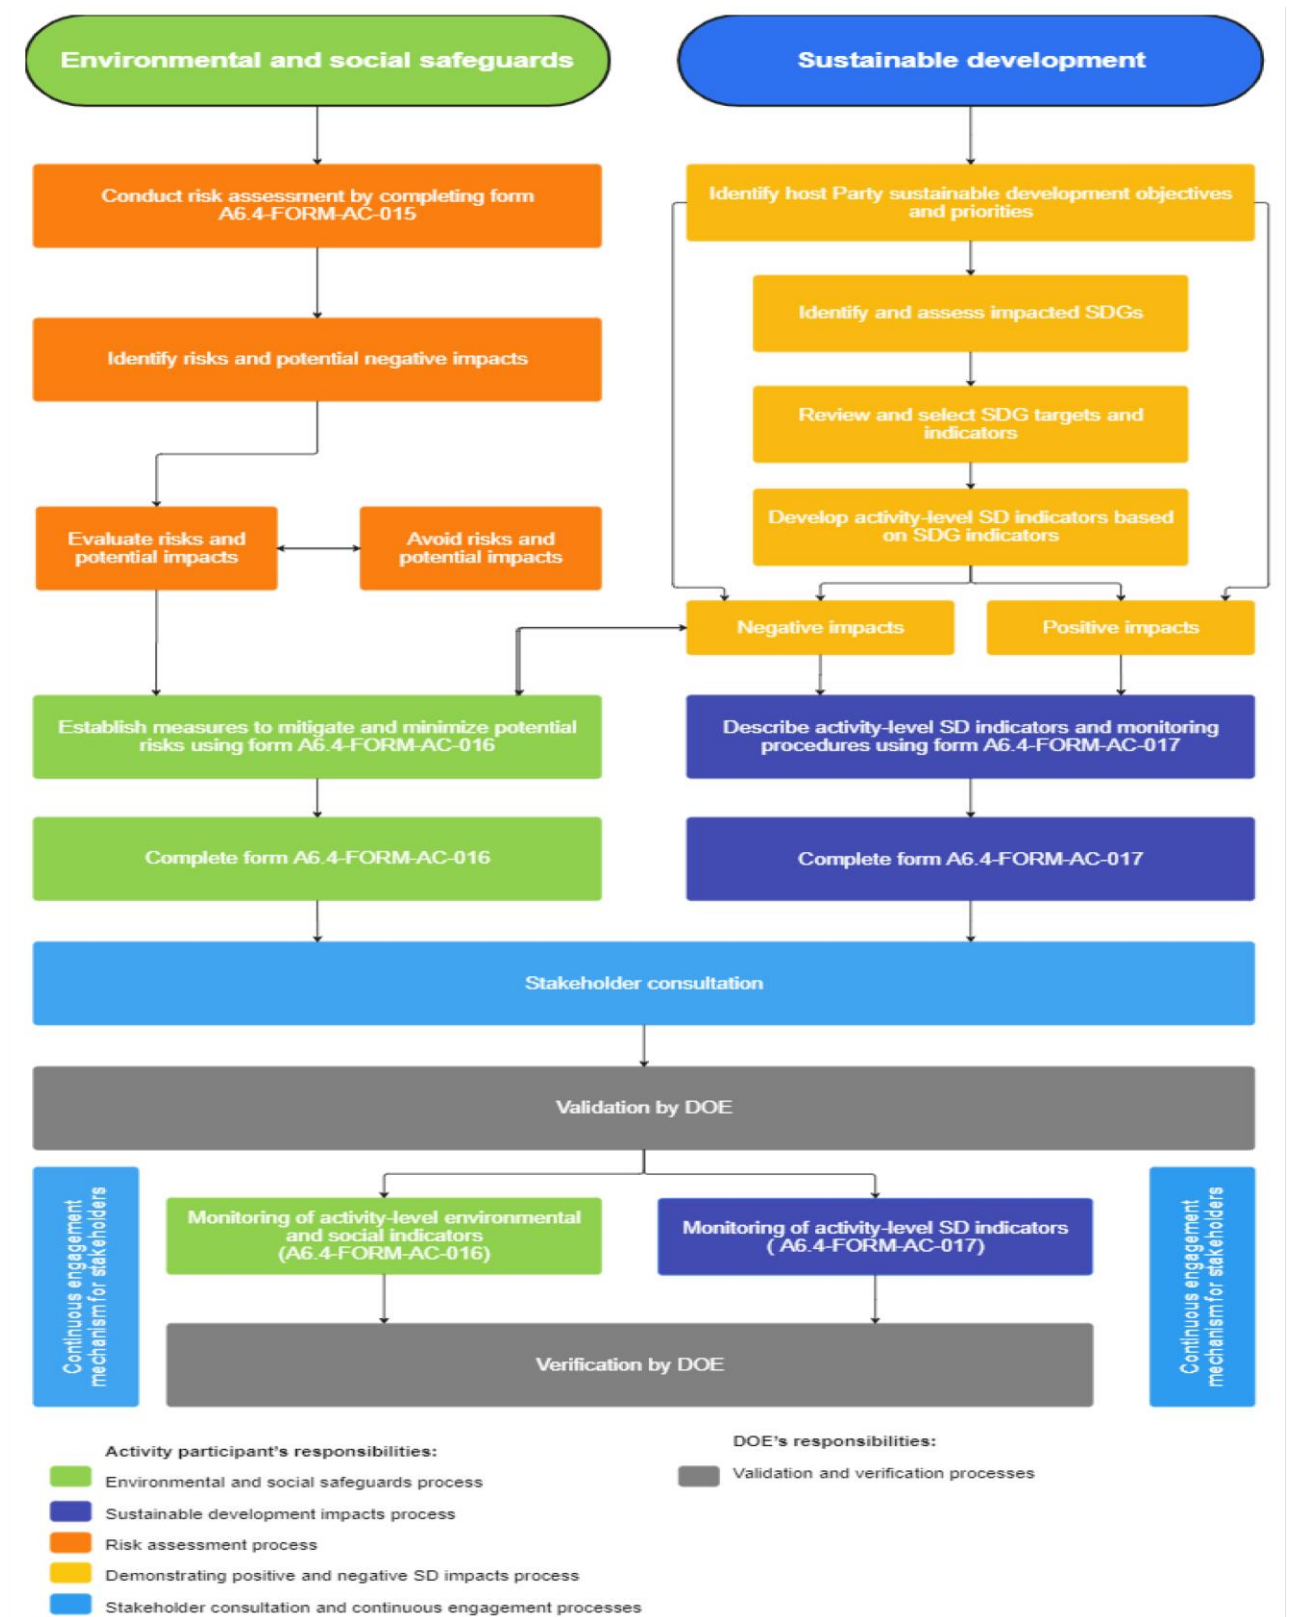 Environmental and social safeguards
Sustainable development
Conduct risk assessment by completing form
A6.4-FORM-AC-015
Identify host Party sustainable development objectives
and priorities
Identify and assess impacted SDGs
Identify risks and potential negative impacts
Review and select SDG targets and
indicators
Evaluate risks and
potential impacts
Avoid risks and
potential impacts
Develop activity-level SD indicators based
on SDG indicators
Negative impacts
Positive impacts
Establish measures to mitigate and minimize potential
risks using form A6.4-FORM-AC-016
Describe activity-level SD indicators and monitoring
procedures using form A6.4-FORM-AC-017
Complete form A6.4-FORM-AC-016
Complete form A6.4-FORM-AC-017
Stakeholder consultation
Validation by DOE
Continuous engagement
mechanism for stakeholders
Monitoring of activity-level environmental
and social indicators
(A6.4-FORM-AC-016)
Monitoring of activity-level SD indicators
( A6.4-FORM-AC-017)
Continuous engagement
mechanism for stakeholders
Verification by DOE
Activity participant's responsibilities:
Environmental and social safeguards process
Sustainable development impacts process
Risk assessment process
Demonstrating positive and negative SD impacts process
Stakeholder consultation and continuous engagement processes
DOE's responsibilities:
Validation and verification processes